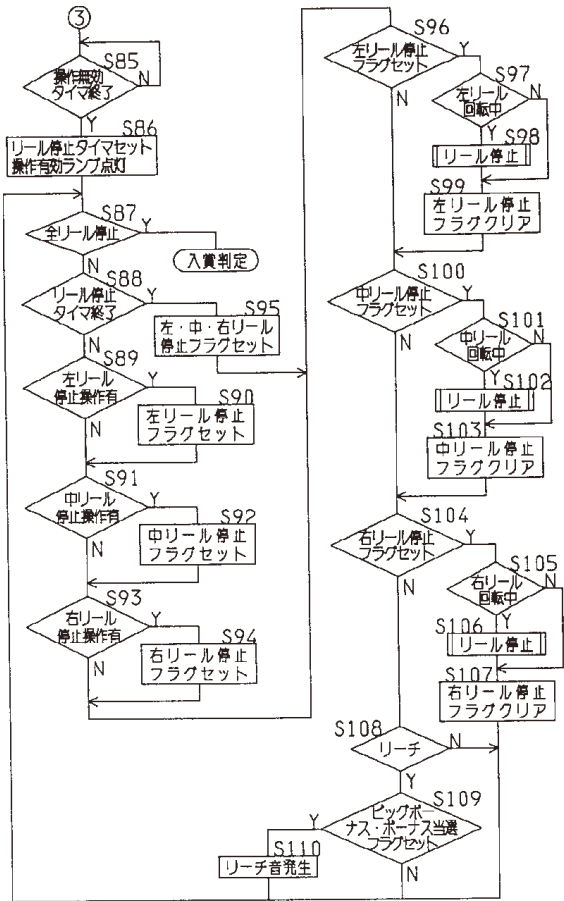 ③
S85
操作無効
タイマ終了
N
Y
S86
リール停止タイマセット
操作有効ランプ点灯
S87
全リール停止
Y
入賞判定
N
S88
リール停止
タイマ終了
Y
N
S95
左・中・右リール
停止フラグセット
S89
左リール
停止操作有
Y
N
S90
左リール停止
フラグセット
S91
中リール
停止操作有
Y
N
S92
中リール停止
フラグセット
S93
右リール
停止操作有
Y
N
S94
右リール停止
フラグセット
S96
左リール停止
フラグセット
Y
N
S97
左リール
回転中
N
Y
S98
リール停止
S99
左リール停止
フラグクリア
S100
中リール停止
フラグセット
Y
N
S101
中リール
回転中
N
Y
S102
リール停止
S103
中リール停止
フラグクリア
S104
右リール停止
フラグセット
Y
N
S105
右リール
回転中
N
Y
S106
リール停止
S107
右リール停止
フラグクリア
S108
リーチ
N
Y
S109
ビッグボー
ナス・ボーナス当選
フラグセット
Y
N
S110
リーチ音発生